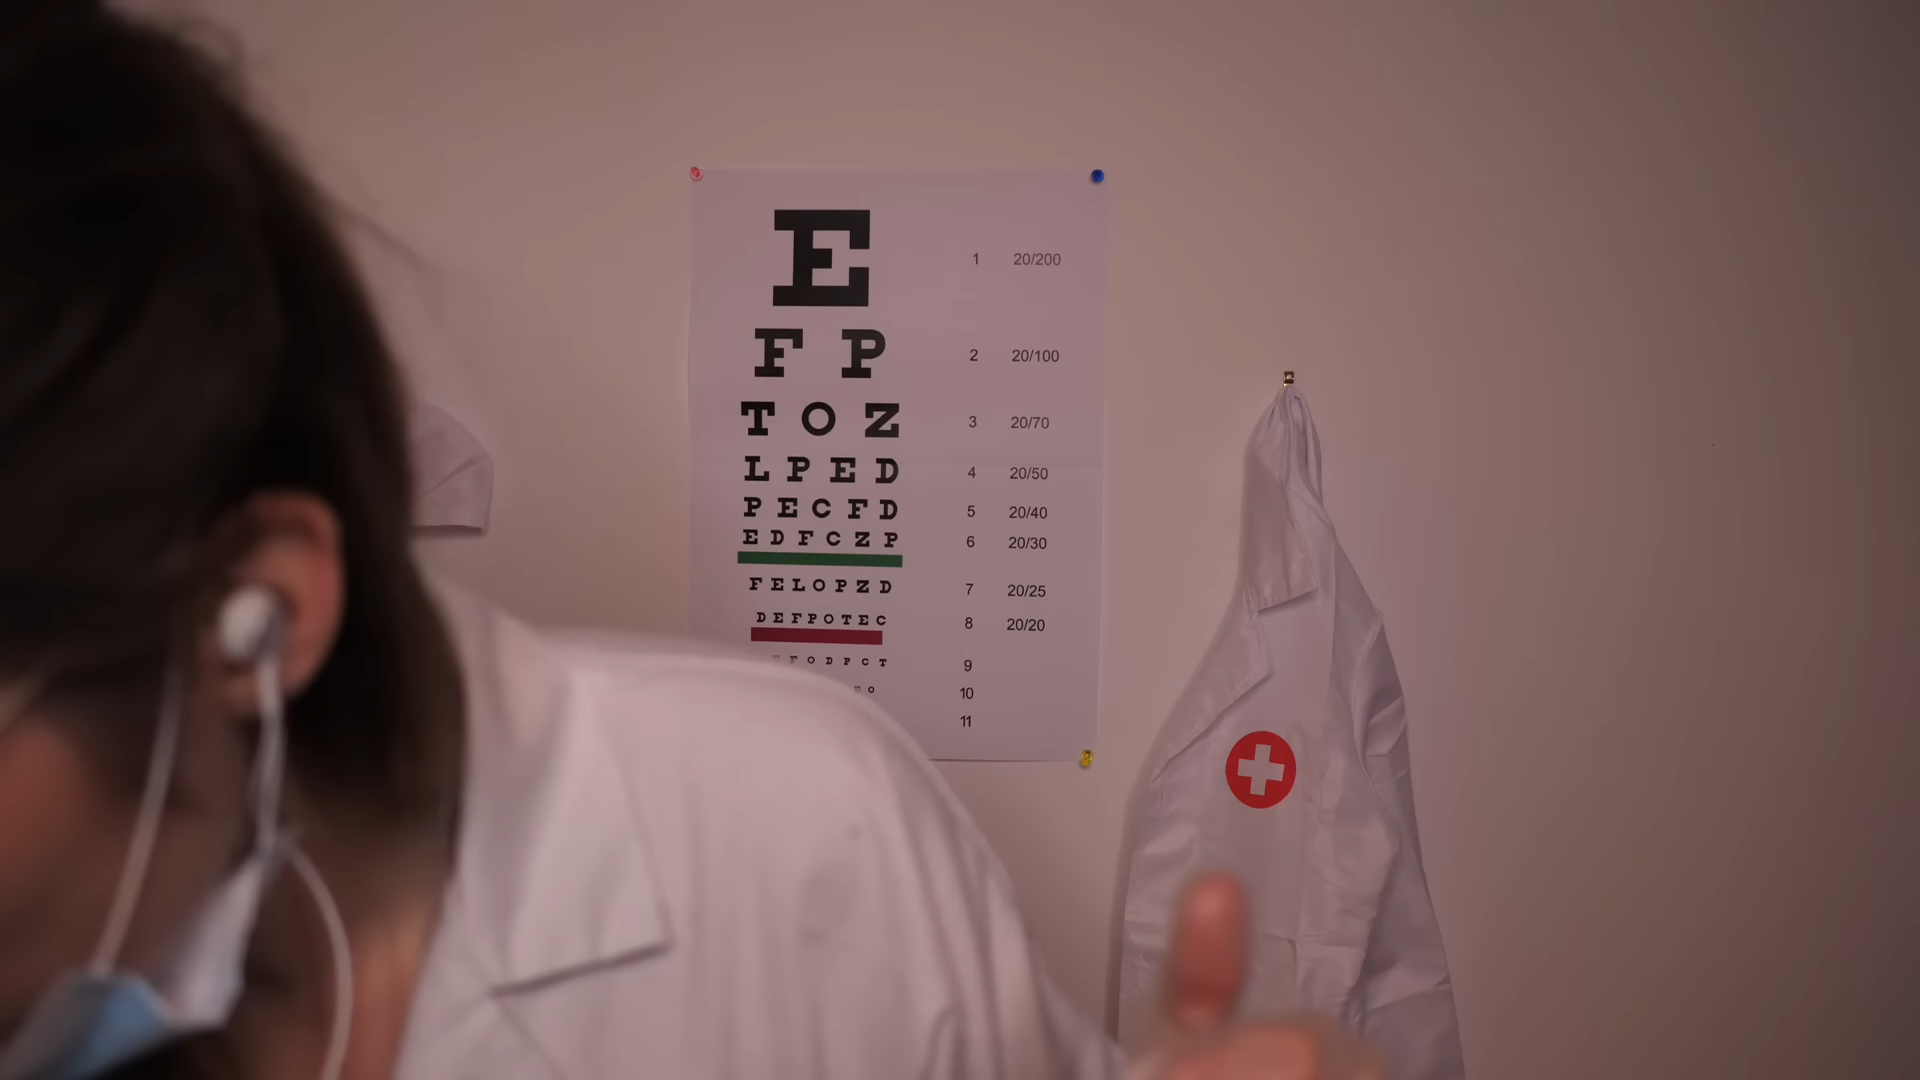 E 1 20/200
F P 2 20/100
T O Z 3 20/70
L P E D 4 20/50
P E C F D 5 20/40
E D F C Z P 6 20/30
F E L O P Z D 7 20/25
D E F P O T E C 8 20/20
F O D P C T 9
E O 10
11